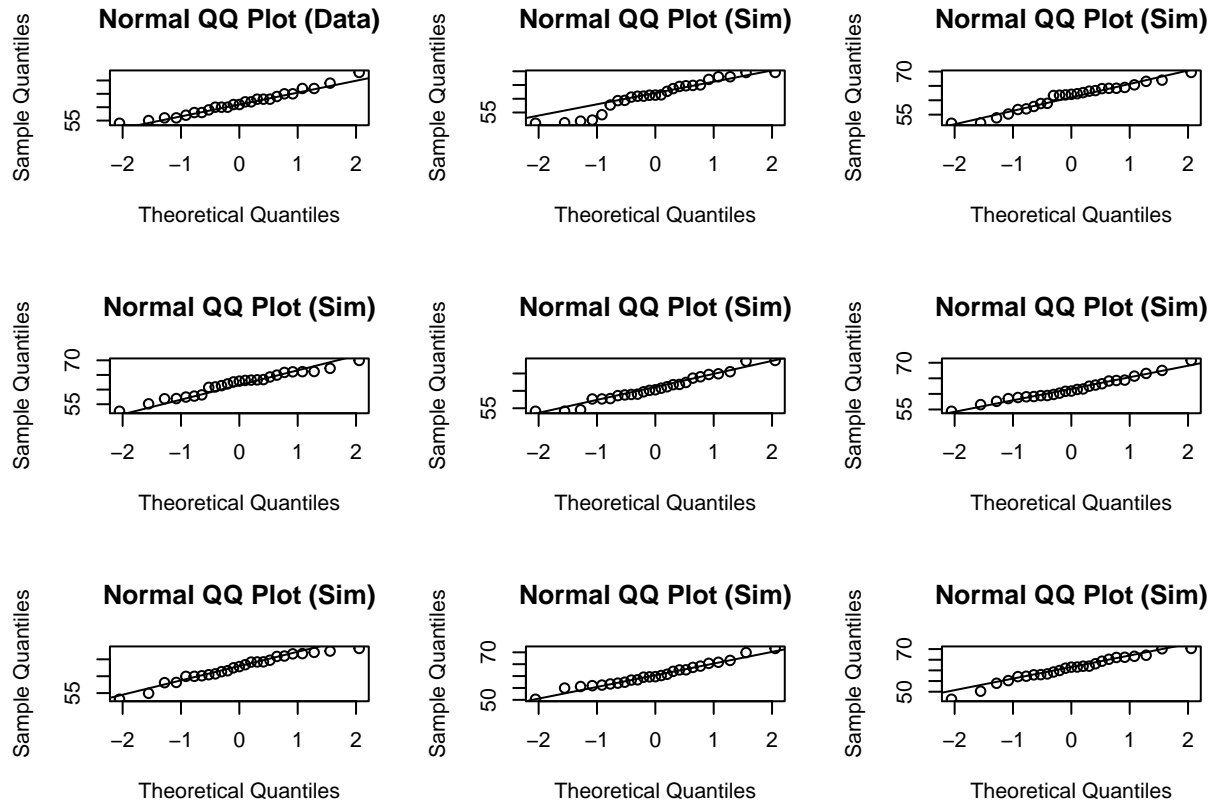 Normal QQ Plot (Data)
Sample Quantiles
55
−2 −1 0 1 2
Theoretical Quantiles
Normal QQ Plot (Sim)
Sample Quantiles
55
−2 −1 0 1 2
Theoretical Quantiles
Normal QQ Plot (Sim)
Sample Quantiles
55 70
−2 −1 0 1 2
Theoretical Quantiles
Normal QQ Plot (Sim)
Sample Quantiles
55 70
−2 −1 0 1 2
Theoretical Quantiles
Normal QQ Plot (Sim)
Sample Quantiles
55
−2 −1 0 1 2
Theoretical Quantiles
Normal QQ Plot (Sim)
Sample Quantiles
55 70
−2 −1 0 1 2
Theoretical Quantiles
Normal QQ Plot (Sim)
Sample Quantiles
55
−2 −1 0 1 2
Theoretical Quantiles
Normal QQ Plot (Sim)
Sample Quantiles
50 70
−2 −1 0 1 2
Theoretical Quantiles
Normal QQ Plot (Sim)
Sample Quantiles
50 70
−2 −1 0 1 2
Theoretical Quantiles